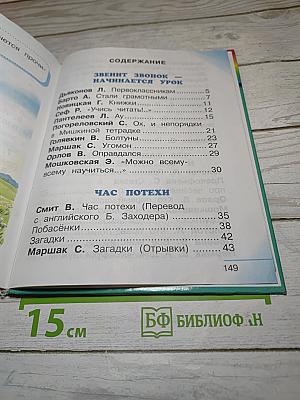 СОДЕРЖАНИЕ
ЗВЕНИТ ЗВОНОК —
НАЧИНАЕТСЯ УРОК
Дьяконов Л. Первоклассникам 5
Барто А. Стали грамотными 7
Новицкая Г. Книжки 11
Сеф Р. «Учись читать!..» 12
Пантелеев Л. Ау 15
Погореловский С. Ох, и непорядки
в Мишкиной тетрадке 21
Голявкин В. Болтуны 23
Маршак С. Угомон 27
Орлов В. Оправдался 29
Мошковская Э. «Можно всему-
всему научиться...» 30
ЧАС ПОТЕХИ
Смит В. Час потехи (Перевод
с английского Б. Заходера) 35
Побасёнки 38
Загадки 42
Маршак С. Загадки (Отрывки) 43
149
15 см
БФ БИБЛИОФАН